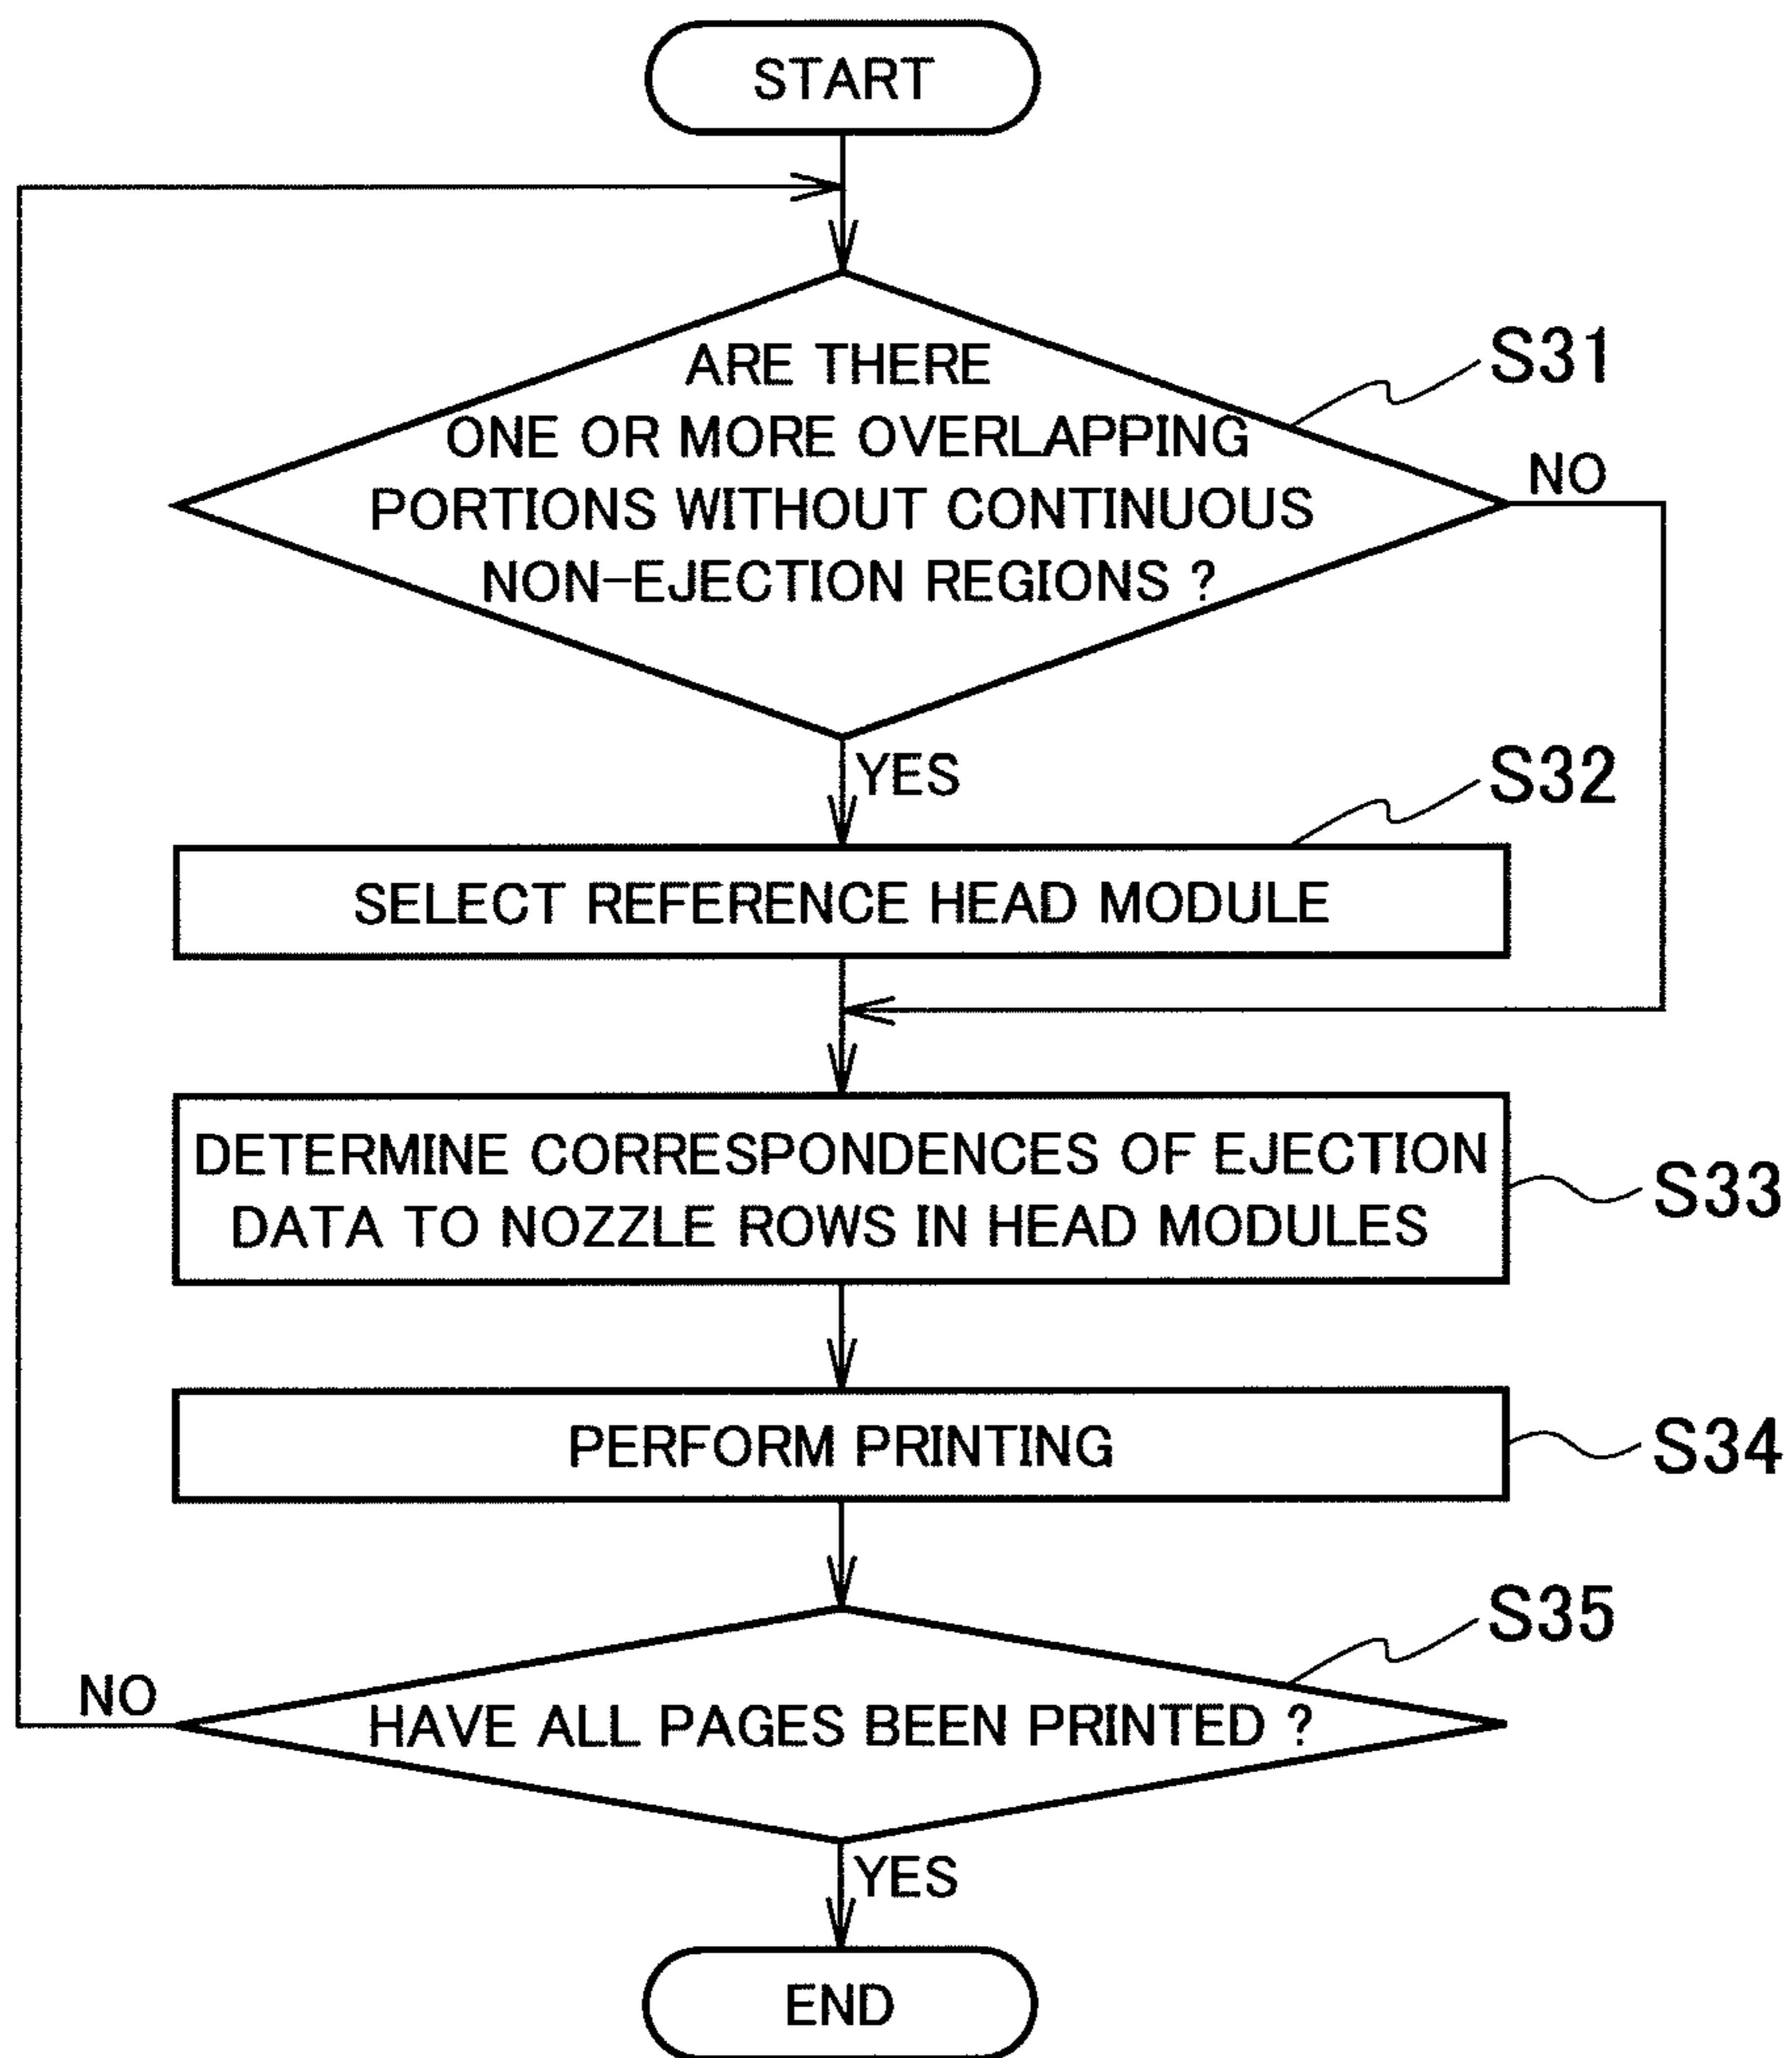 START
ARE THERE
ONE OR MORE OVERLAPPING
PORTIONS WITHOUT CONTINUOUS
NON-EJECTION REGIONS ?
S31
NO
YES
S32
SELECT REFERENCE HEAD MODULE
DETERMINE CORRESPONDENCES OF EJECTION
DATA TO NOZZLE ROWS IN HEAD MODULES
S33
PERFORM PRINTING
S34
S35
NO
HAVE ALL PAGES BEEN PRINTED ?
YES
END